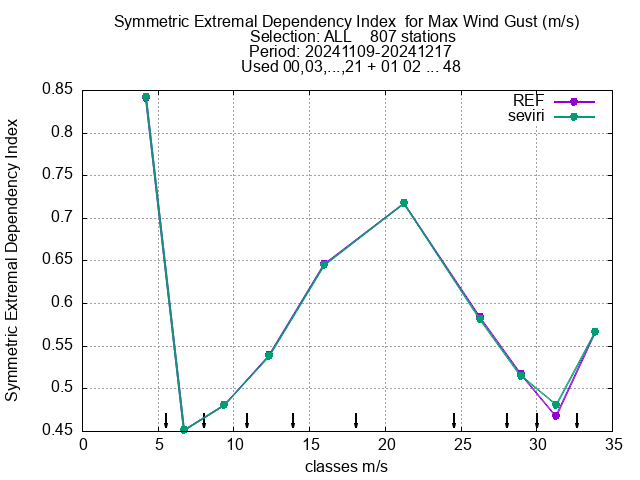 Symmetric Extremal Dependency Index  for Max Wind Gust (m/s)
Selection: ALL    807 stations
Period: 20241109-20241217
Used 00,03,...,21 + 01 02 ... 48
REF
seviri
0.85
0.8
0.75
0.7
0.65
0.6
0.55
0.5
0.45
Symmetric Extremal Dependency Index
0 5 10 15 20 25 30 35
classes m/s